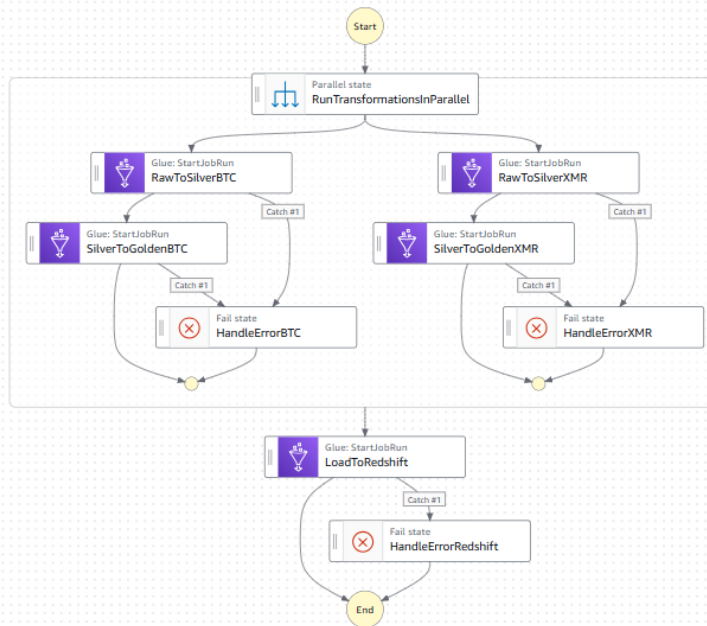 Start
Parallel state
RunTransformationsInParallel
Glue: StartJobRun
RawToSilverBTC
Glue: StartJobRun
RawToSilverXMR
Catch #1
Catch #1
Glue: StartJobRun
SilverToGoldenBTC
Glue: StartJobRun
SilverToGoldenXMR
Catch #1
Catch #1
Fail state
HandleErrorBTC
Fail state
HandleErrorXMR
Glue: StartJobRun
LoadToRedshift
Catch #1
Fail state
HandleErrorRedshift
End